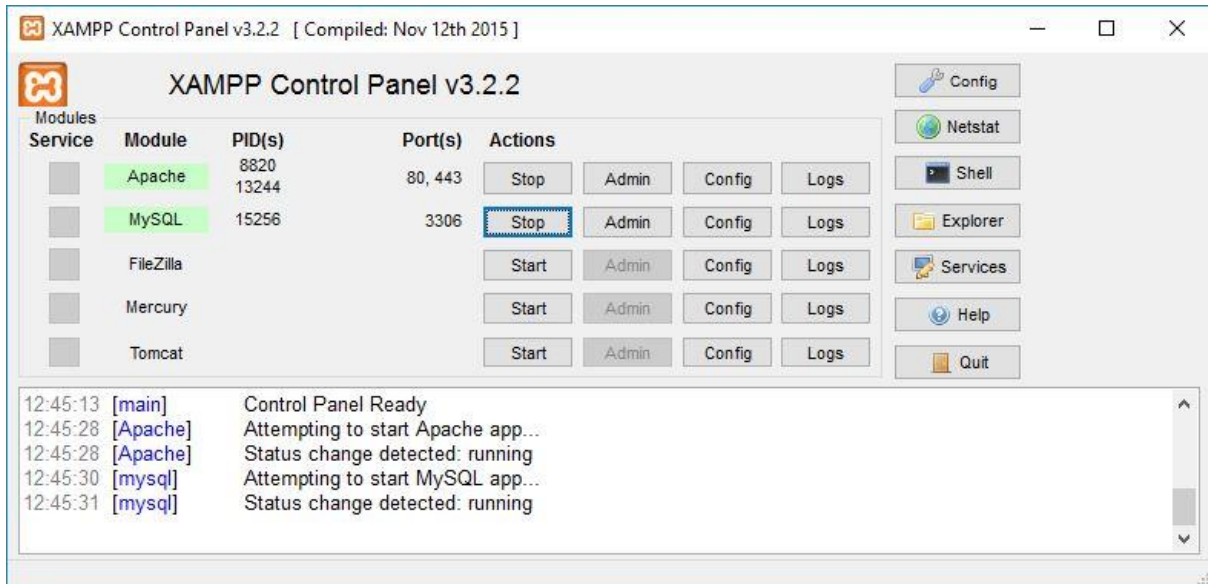 XAMPP Control Panel v3.2.2 [ Compiled: Nov 12th 2015 ]
XAMPP Control Panel v3.2.2
Config
Modules
Service Module PID(s) Port(s) Actions
Netstat
Apache 8820 13244 80, 443 Stop Admin Config Logs
Shell
MySQL 15256 3306 Stop Admin Config Logs
Explorer
FileZilla Start Admin Config Logs
Services
Mercury Start Admin Config Logs
Help
Tomcat Start Admin Config Logs
Quit
12:45:13 [main] Control Panel Ready
12:45:28 [Apache] Attempting to start Apache app...
12:45:28 [Apache] Status change detected: running
12:45:30 [mysql] Attempting to start MySQL app...
12:45:31 [mysql] Status change detected: running